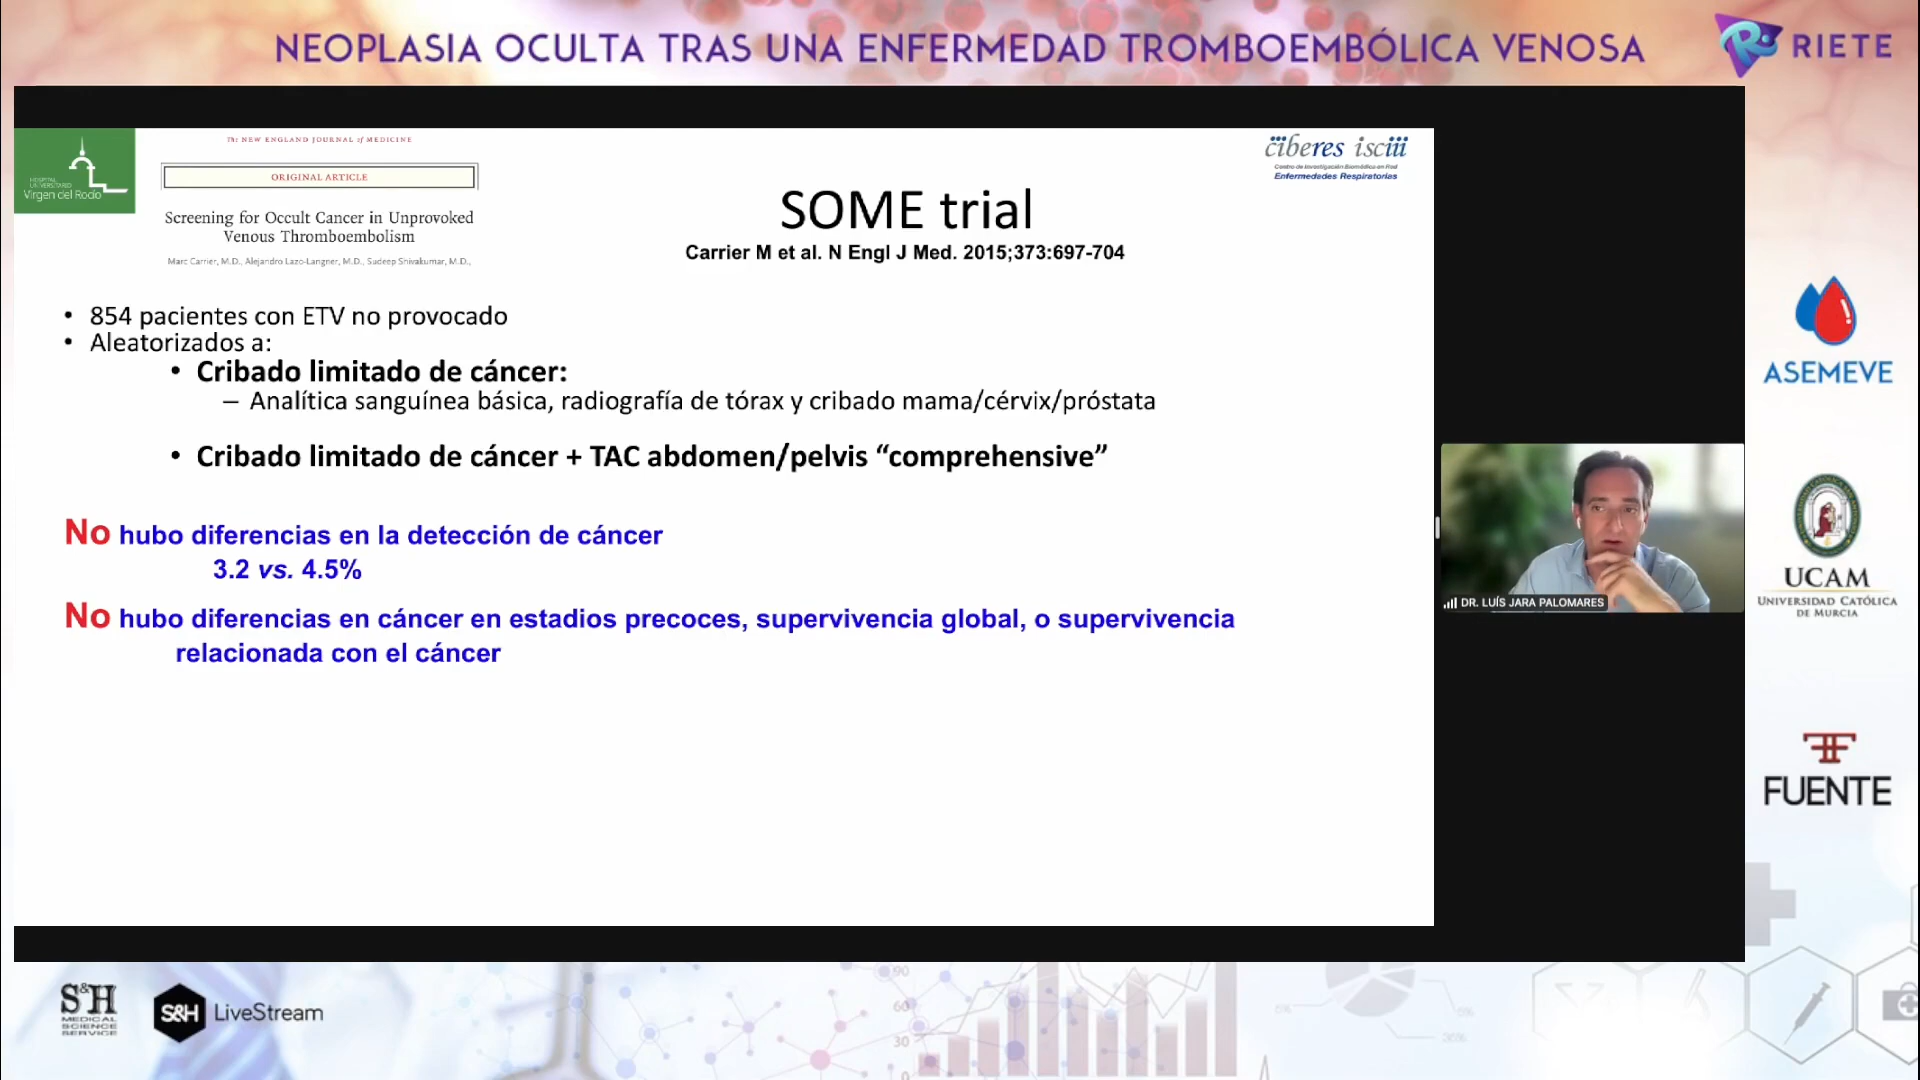 NEOPLASIA OCULTA TRAS UNA ENFERMEDAD TROMBOEMBÓLICA VENOSA
RIETE
HOSPITAL UNIVERSITARIO
Virgen del Rocío
The NEW ENGLAND JOURNAL of MEDICINE
ORIGINAL ARTICLE
Screening for Occult Cancer in Unprovoked
Venous Thromboembolism
Marc Carrier, M.D., Alejandro Lazo-Langner, M.D., Sudeep Shivakumar, M.D.,
ciberes isciii
Centro de Investigación Biomédica en Red
Enfermedades Respiratorias
SOME trial
Carrier M et al. N Engl J Med. 2015;373:697-704
• 854 pacientes con ETV no provocado
• Aleatorizados a:
• Cribado limitado de cáncer:
– Analítica sanguínea básica, radiografía de tórax y cribado mama/cérvix/próstata
• Cribado limitado de cáncer + TAC abdomen/pelvis “comprehensive”
No hubo diferencias en la detección de cáncer
3.2 vs. 4.5%
No hubo diferencias en cáncer en estadios precoces, supervivencia global, o supervivencia
relacionada con el cáncer
DR. LUÍS JARA PALOMARES
ASEMEVE
UCAM
UNIVERSIDAD CATÓLICA
DE MURCIA
FUENTE
S&H
MEDICAL
SCIENCE
SERVICE
S&H LiveStream
90
60
30
0